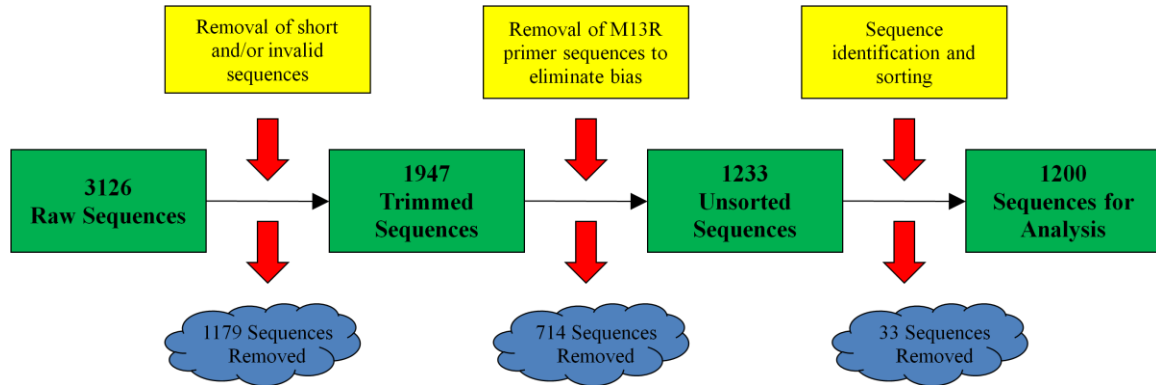 Removal of short
and/or invalid
sequences
Removal of M13R
primer sequences to
eliminate bias
Sequence
identification and
sorting
3126
Raw Sequences
1947
Trimmed
Sequences
1233
Unsorted
Sequences
1200
Sequences for
Analysis
1179 Sequences
Removed
714 Sequences
Removed
33 Sequences
Removed